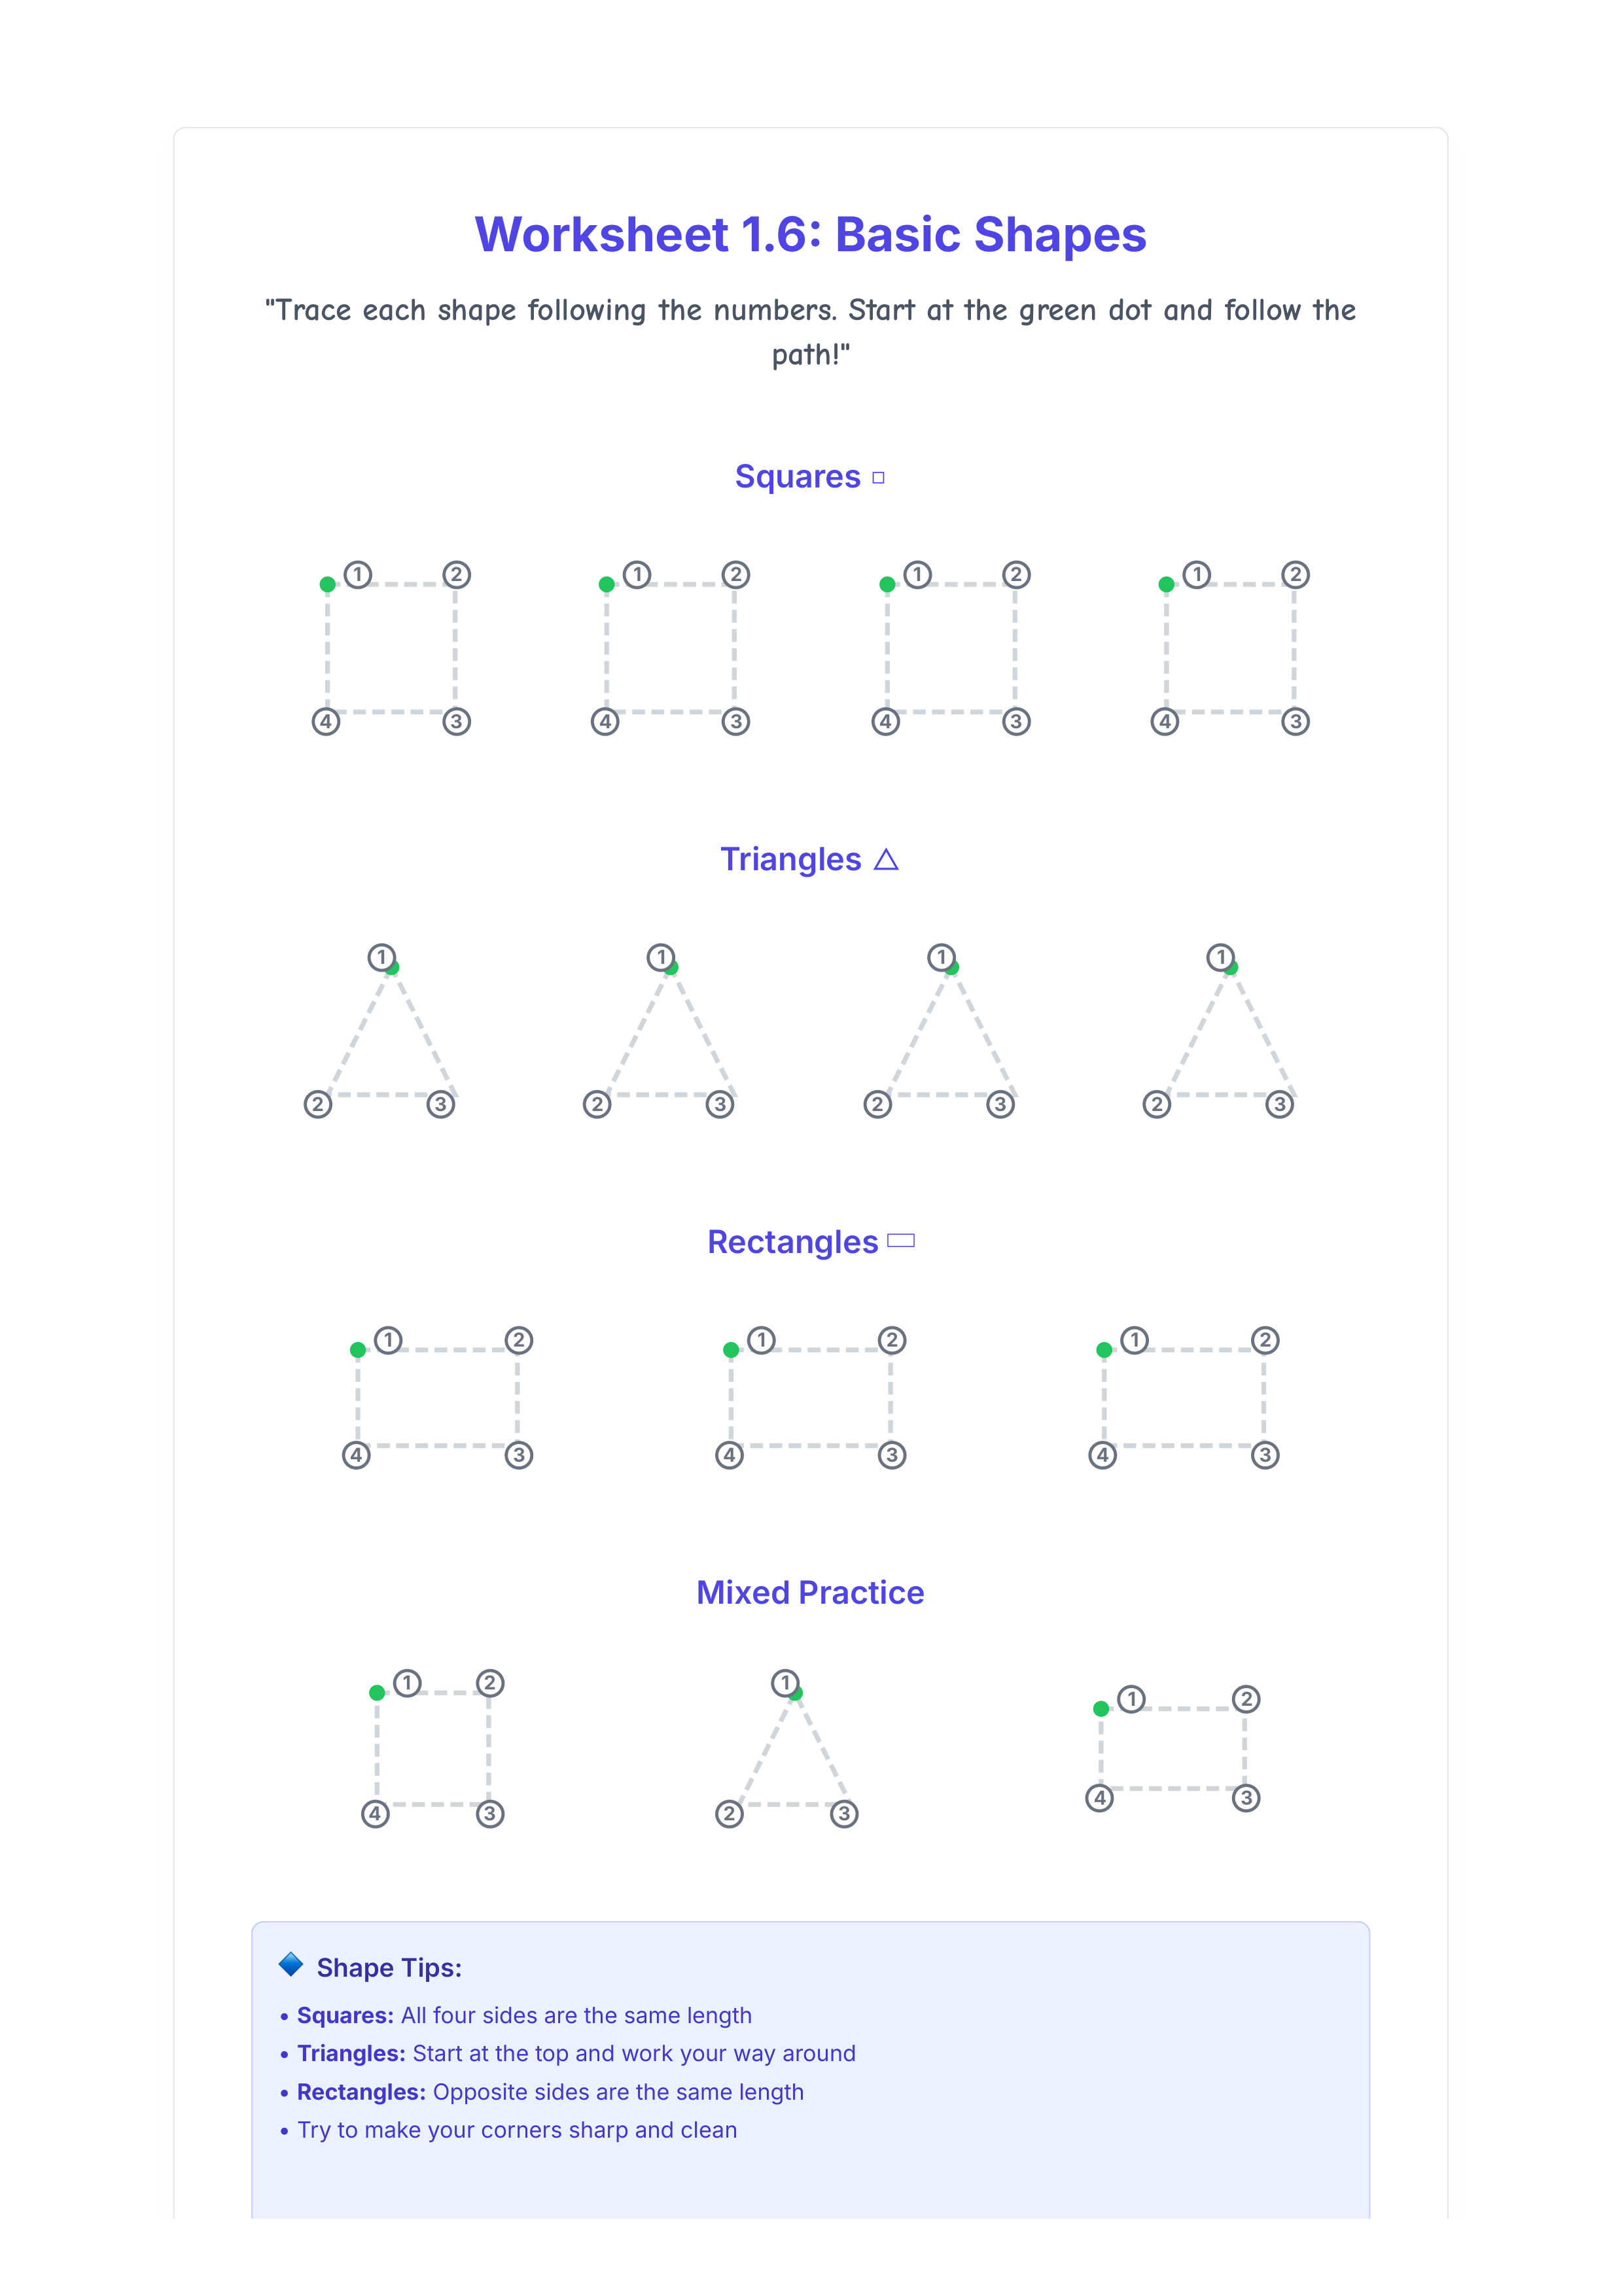 Worksheet 1.6: Basic Shapes
"Trace each shape following the numbers. Start at the green dot and follow the
path!"
Squares □
1 2 1 2 1 2 1 2
4 3 4 3 4 3 4 3
Triangles △
1 1 1 1
2 3 2 3 2 3 2 3
Rectangles ▭
1 2 1 2 1 2
4 3 4 3 4 3
Mixed Practice
1 2 1 1 2
4 3 2 3 4 3
🔷 Shape Tips:
• Squares: All four sides are the same length
• Triangles: Start at the top and work your way around
• Rectangles: Opposite sides are the same length
• Try to make your corners sharp and clean